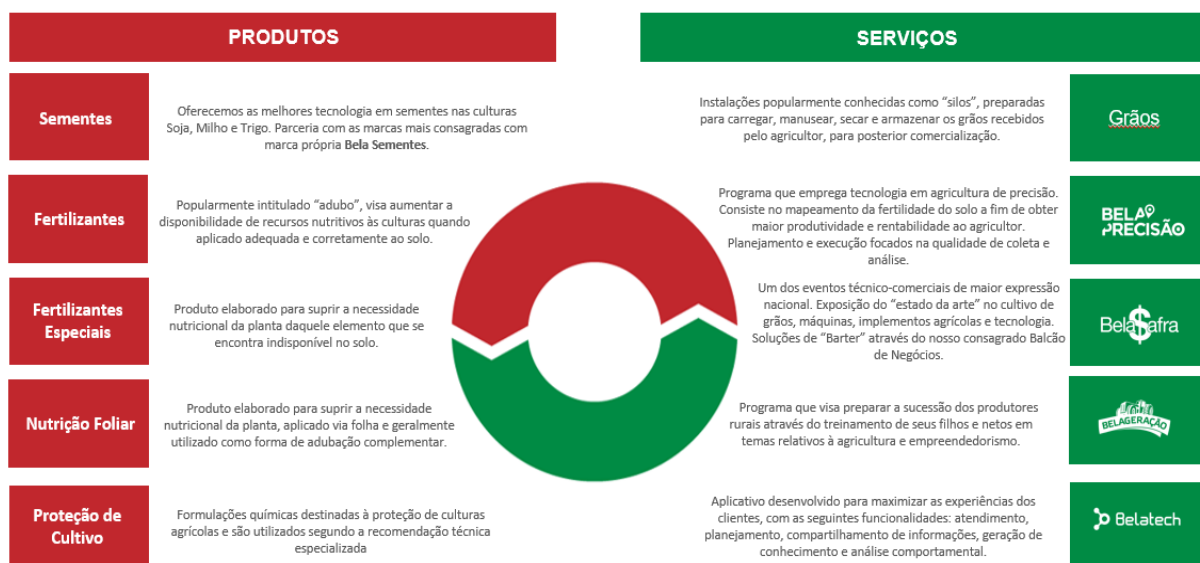 PRODUTOS
Sementes
Oferecemos as melhores tecnologia em sementes nas culturas
Soja, Milho e Trigo. Parceria com as marcas mais consagradas com
marca própria Bela Sementes.
Fertilizantes
Popularmente intitulado “adubo”, visa aumentar a
disponibilidade de recursos nutritivos às culturas quando
aplicado adequada e corretamente ao solo.
Fertilizantes
Especiais
Produto elaborado para suprir a necessidade
nutricional da planta daquele elemento que se
encontra indisponível no solo.
Nutrição Foliar
Produto elaborado para suprir a necessidade
nutricional da planta, aplicado via folha e geralmente
utilizado como forma de adubação complementar.
Proteção de
Cultivo
Formulações químicas destinadas à proteção de culturas
agrícolas e são utilizados segundo a recomendação técnica
especializada
SERVIÇOS
Instalações popularmente conhecidas como “silos”, preparadas
para carregar, manusear, secar e armazenar os grãos recebidos
pelo agricultor, para posterior comercialização.
Grãos
Programa que emprega tecnologia em agricultura de precisão.
Consiste no mapeamento da fertilidade do solo a fim de obter
maior produtividade e rentabilidade ao agricultor.
Planejamento e execução focados na qualidade de coleta e
análise.
BELA
PRECISÃO
Um dos eventos técnico-comerciais de maior expressão
nacional. Exposição do “estado da arte” no cultivo de
grãos, máquinas, implementos agrícolas e tecnologia.
Soluções de “Barter” através do nosso consagrado Balcão
de Negócios.
Bela$afra
Programa que visa preparar a sucessão dos produtores
rurais através do treinamento de seus filhos e netos em
temas relativos à agricultura e empreendedorismo.
BELAGERAÇÃO
Aplicativo desenvolvido para maximizar as experiências dos
clientes, com as seguintes funcionalidades: atendimento,
planejamento, compartilhamento de informações, geração de
conhecimento e análise comportamental.
Belatech